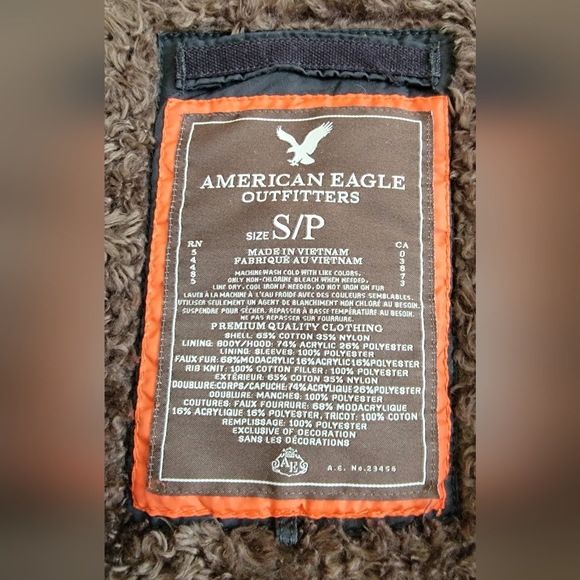 AMERICAN EAGLE
OUTFITTERS
SIZE S/P
RN 54485
CA 03873
MADE IN VIETNAM
FABRIQUE AU VIETNAM
MACHINE WASH COLD WITH LIKE COLORS.
ONLY NON-CHLORINE BLEACH WHEN NEEDED.
LINE DRY. COOL IRON IF NEEDED. DO NOT IRON ON FUR
LAVER À LA MACHINE À L'EAU FROIDE AVEC DES COULEURS SEMBLABLES.
UTILISER SEULEMENT UN AGENT DE BLANCHIMENT NON CHLORÉ AU BESOIN.
SUSPENDRE POUR SÉCHER. REPASSER À BASSE TEMPÉRATURE AU BESOIN.
NE PAS REPASSER SUR FOURRURE.
PREMIUM QUALITY CLOTHING
SHELL: 65% COTTON 35% NYLON
LINING: BODY/HOOD: 74% ACRYLIC 26% POLYESTER
LINING: SLEEVES: 100% POLYESTER
FAUX FUR: 68%MODACRYLIC 16%ACRYLIC 16%POLYESTER
RIB KNIT: 100% COTTON FILLER: 100% POLYESTER
EXTÉRIEUR: 65% COTON 35% NYLON
DOUBLURE:CORPS/CAPUCHE:74%ACRYLIQUE 26%POLYESTER
DOUBLURE: MANCHES: 100% POLYESTER
COUTURES: FAUX FOURRURE: 68% MODACRYLIQUE
16% ACRYLIQUE 16% POLYESTER, TRICOT: 100% COTON
REMPLISSAGE: 100% POLYESTER
EXCLUSIVE OF DECORATION
SANS LES DÉCORATIONS
AE
A.E. No.23456